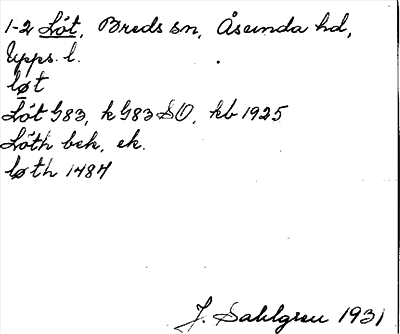 1-2 Löt, Breds sn, Åsunda hd,
Upps. l.
løt
Löt G83, k G83 SO, kb 1925
Löth bek, ek.
løth 1484
J. Sahlgren 1931